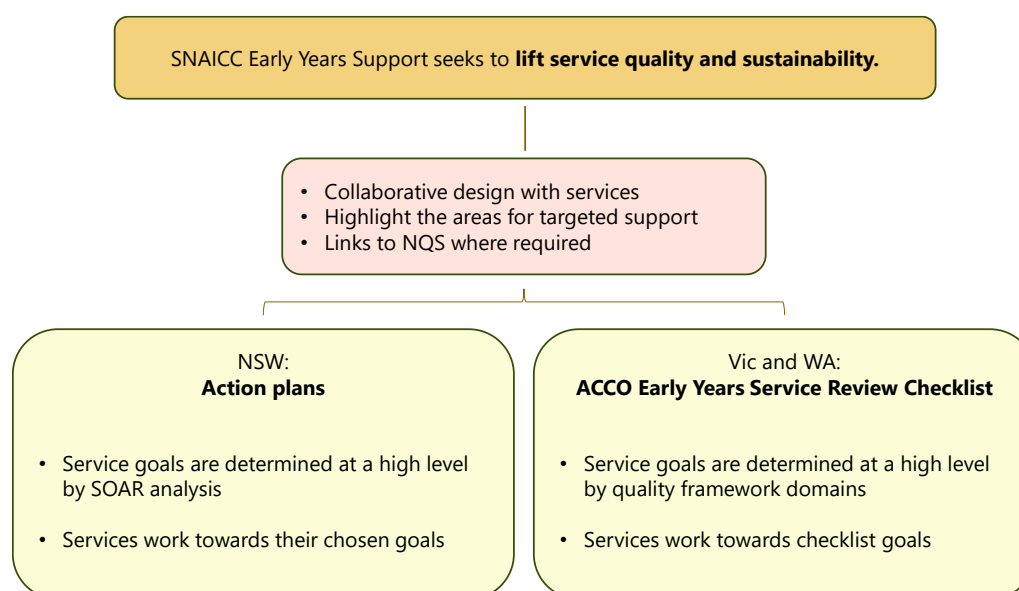 SNAICC Early Years Support seeks to lift service quality and sustainability.
• Collaborative design with services
• Highlight the areas for targeted support
• Links to NQS where required
NSW:
Action plans
• Service goals are determined at a high level
by SOAR analysis
• Services work towards their chosen goals
Vic and WA:
ACCO Early Years Service Review Checklist
• Service goals are determined at a high level
by quality framework domains
• Services work towards checklist goals